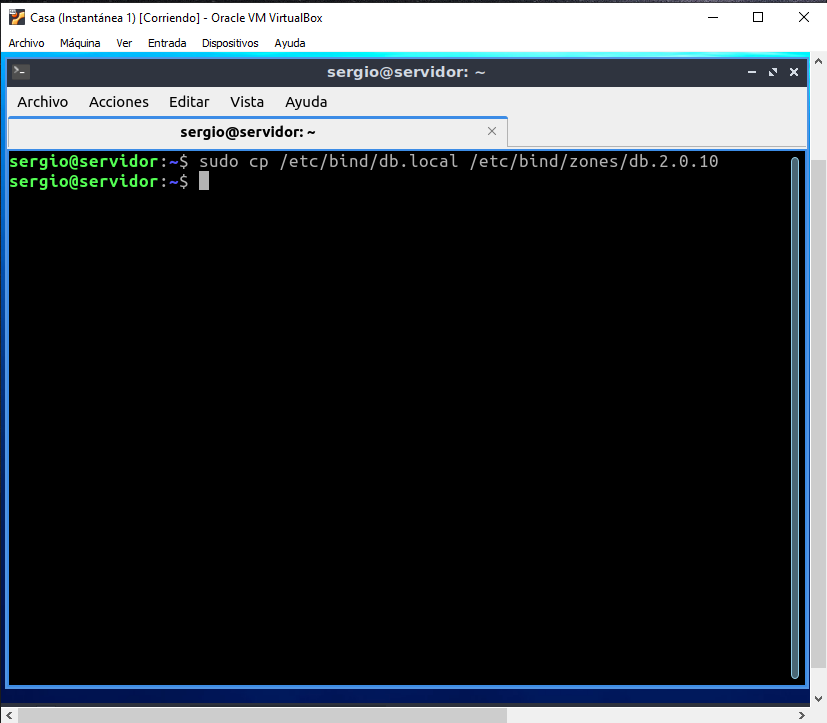 Casa (Instantánea 1) [Corriendo] - Oracle VM VirtualBox
Archivo Máquina Ver Entrada Dispositivos Ayuda
sergio@servidor: ~
Archivo Acciones Editar Vista Ayuda
sergio@servidor: ~
sergio@servidor:~$ sudo cp /etc/bind/db.local /etc/bind/zones/db.2.0.10
sergio@servidor:~$